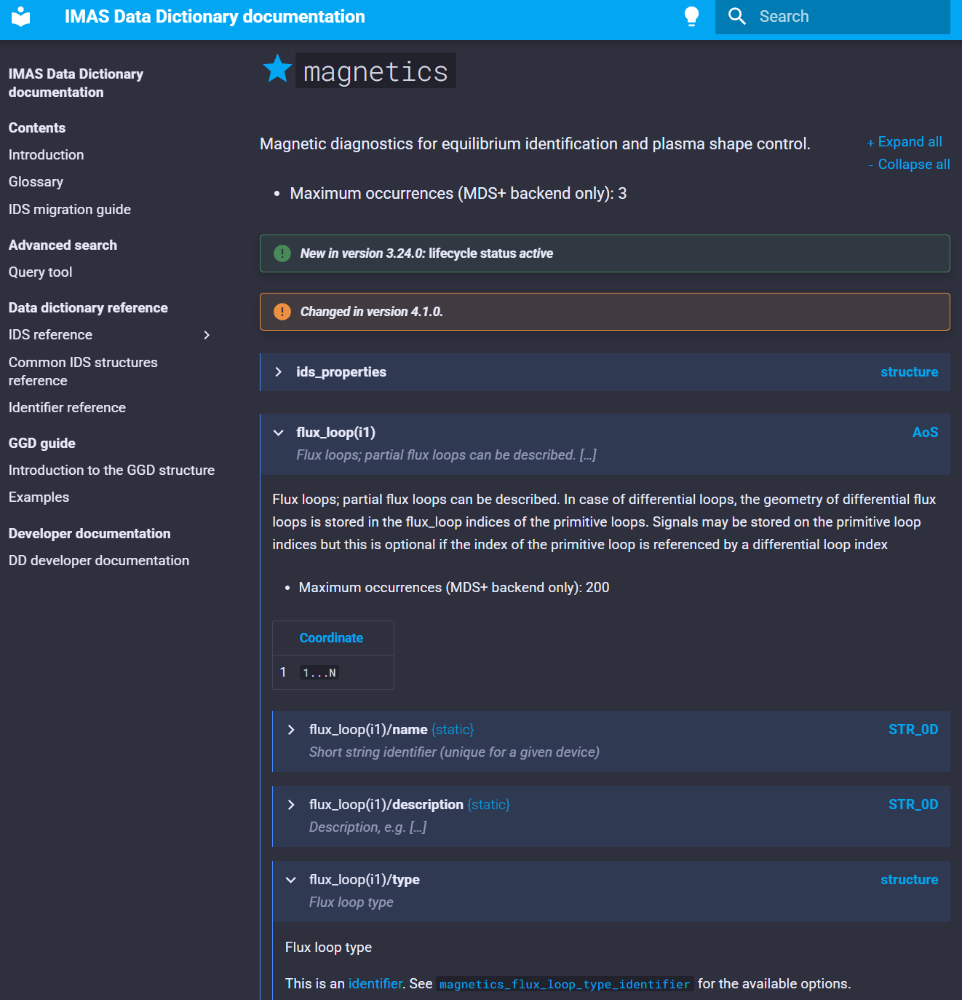 IMAS Data Dictionary documentation
Search
IMAS Data Dictionary
documentation
Contents
Introduction
Glossary
IDS migration guide
Advanced search
Query tool
Data dictionary reference
IDS reference
Common IDS structures
reference
Identifier reference
GGD guide
Introduction to the GGD structure
Examples
Developer documentation
DD developer documentation
magnetics
Magnetic diagnostics for equilibrium identification and plasma shape control.
+ Expand all
- Collapse all
• Maximum occurrences (MDS+ backend only): 3
New in version 3.24.0: lifecycle status active
Changed in version 4.1.0.
ids_properties structure
flux_loop(i1) AoS
Flux loops; partial flux loops can be described. [...]
Flux loops; partial flux loops can be described. In case of differential loops, the geometry of differential flux
loops is stored in the flux_loop indices of the primitive loops. Signals may be stored on the primitive loop
indices but this is optional if the index of the primitive loop is referenced by a differential loop index
• Maximum occurrences (MDS+ backend only): 200
Coordinate
1 1...N
flux_loop(i1)/name {static} STR_0D
Short string identifier (unique for a given device)
flux_loop(i1)/description {static} STR_0D
Description, e.g. [...]
flux_loop(i1)/type structure
Flux loop type
Flux loop type
This is an identifier. See magnetics_flux_loop_type_identifier for the available options.